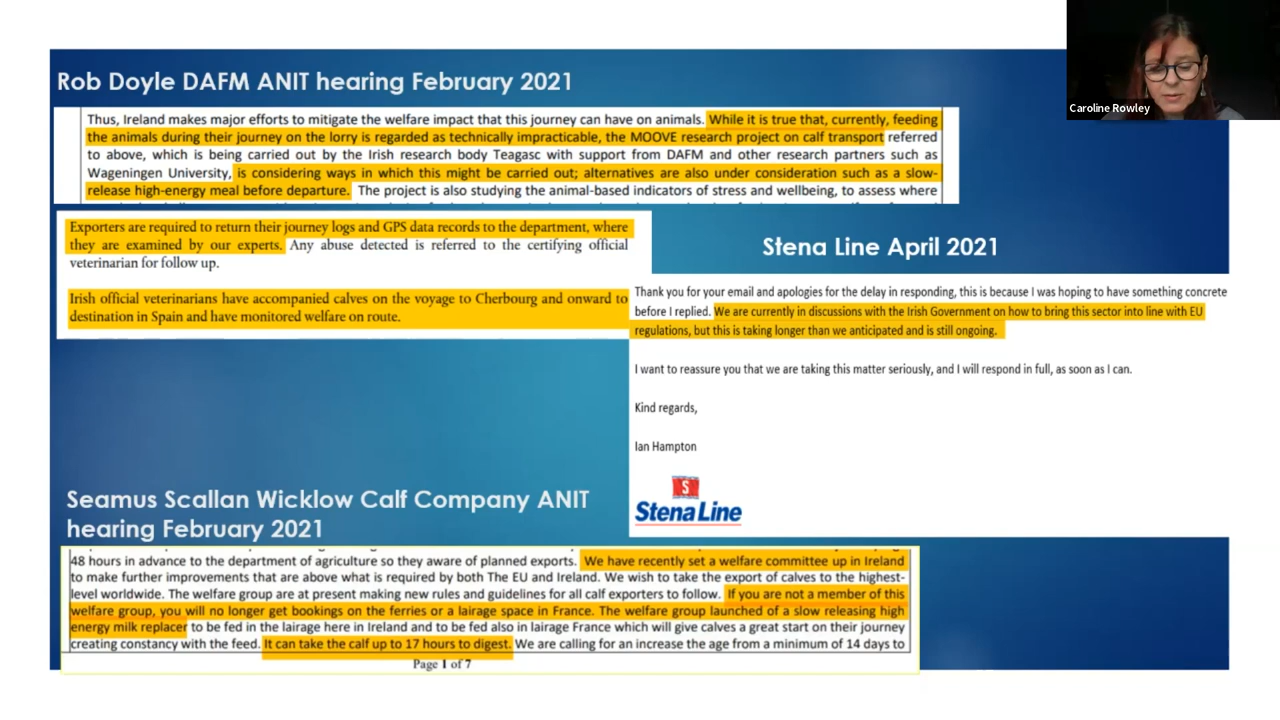 Caroline Rowley
Rob Doyle DAFM ANIT hearing February 2021
Thus, Ireland makes major efforts to mitigate the welfare impact that this journey can have on animals. While it is true that, currently, feeding
the animals during their journey on the lorry is regarded as technically impracticable, the MOOVE research project on calf transport referred
to above, which is being carried out by the Irish research body Teagasc with support from DAFM and other research partners such as
Wageningen University, is considering ways in which this might be carried out; alternatives are also under consideration such as a slow-
release high-energy meal before departure. The project is also studying the animal-based indicators of stress and wellbeing, to assess where
Exporters are required to return their journey logs and GPS data records to the department, where
they are examined by our experts. Any abuse detected is referred to the certifying official
veterinarian for follow up.
Irish official veterinarians have accompanied calves on the voyage to Cherbourg and onward to
destination in Spain and have monitored welfare on route.
Stena Line April 2021
Thank you for your email and apologies for the delay in responding, this is because I was hoping to have something concrete
before I replied. We are currently in discussions with the Irish Government on how to bring this sector into line with EU
regulations, but this is taking longer than we anticipated and is still ongoing.
I want to reassure you that we are taking this matter seriously, and I will respond in full, as soon as I can.
Kind regards,
Ian Hampton
S
Stena Line
Seamus Scallan Wicklow Calf Company ANIT
hearing February 2021
48 hours in advance to the department of agriculture so they aware of planned exports. We have recently set a welfare committee up in Ireland
to make further improvements that are above what is required by both The EU and Ireland. We wish to take the export of calves to the highest-
level worldwide. The welfare group are at present making new rules and guidelines for all calf exporters to follow. If you are not a member of this
welfare group, you will no longer get bookings on the ferries or a lairage space in France. The welfare group launched of a slow releasing high
energy milk replacer to be fed in the lairage here in Ireland and to be fed also in lairage France which will give calves a great start on their journey
creating constancy with the feed. It can take the calf up to 17 hours to digest. We are calling for an increase the age from a minimum of 14 days to
Page 1 of 7